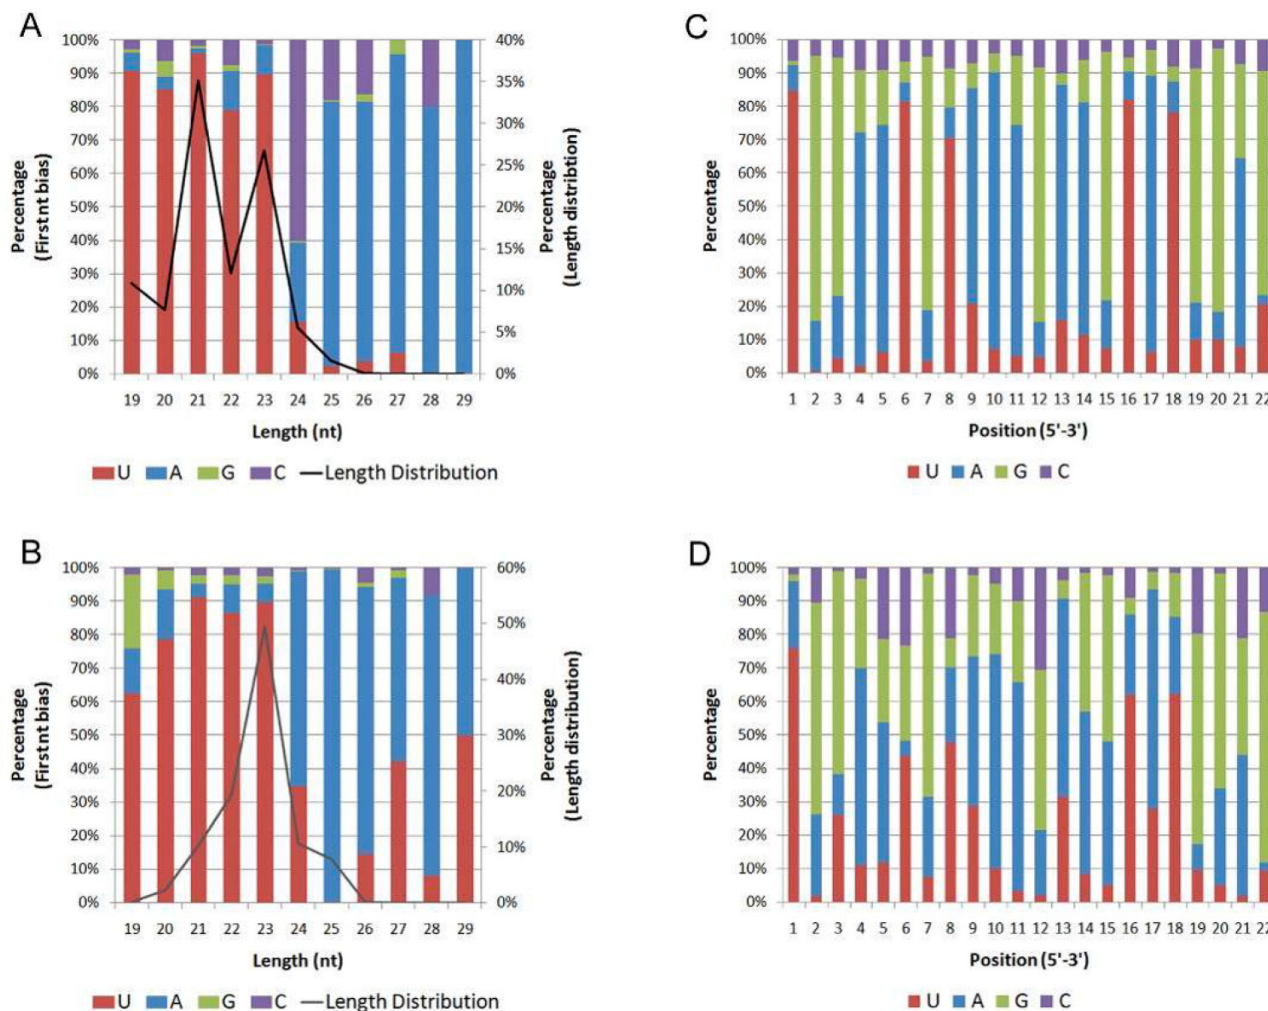 A
100%
90%
80%
70%
60%
50%
40%
30%
20%
10%
0%
40%
35%
30%
25%
20%
15%
10%
5%
0%
Percentage
(First nt bias)
Percentage
(Length distribtion)
19 20 21 22 23 24 25 26 27 28 29
Length (nt)
U A G C Length Distribution
C
100%
90%
80%
70%
60%
50%
40%
30%
20%
10%
0%
Percentage
1 2 3 4 5 6 7 8 9 10 11 12 13 14 15 16 17 18 19 20 21 22
Position (5'-3')
U A G C
B
100%
90%
80%
70%
60%
50%
40%
30%
20%
10%
0%
60%
50%
40%
30%
20%
10%
0%
Percentage
(First nt bias)
Percentage
(Length distribution)
19 20 21 22 23 24 25 26 27 28 29
Length (nt)
U A G C Length Distribution
D
100%
90%
80%
70%
60%
50%
40%
30%
20%
10%
0%
Percentage
1 2 3 4 5 6 7 8 9 10 11 12 13 14 15 16 17 18 19 20 21 22
Position (5'-3')
U A G C